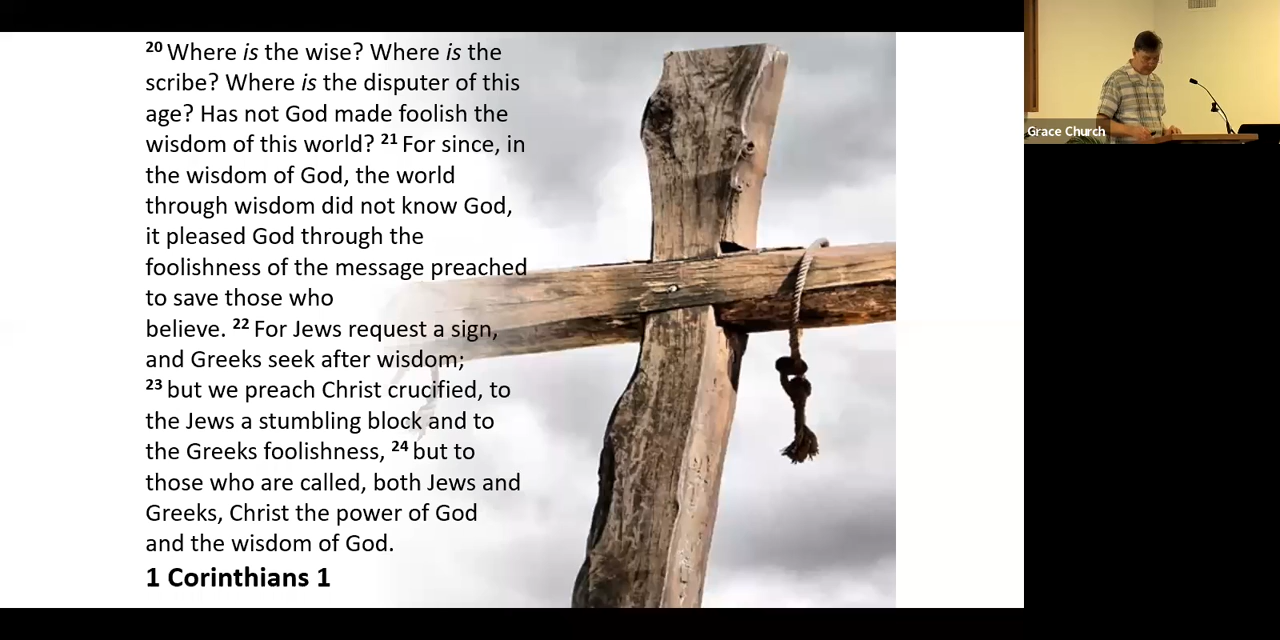 20 Where is the wise? Where is the
scribe? Where is the disputer of this
age? Has not God made foolish the
wisdom of this world? 21 For since, in
the wisdom of God, the world
through wisdom did not know God,
it pleased God through the
foolishness of the message preached
to save those who
believe. 22 For Jews request a sign,
and Greeks seek after wisdom;
23 but we preach Christ crucified, to
the Jews a stumbling block and to
the Greeks foolishness, 24 but to
those who are called, both Jews and
Greeks, Christ the power of God
and the wisdom of God.
1 Corinthians 1
Grace Church